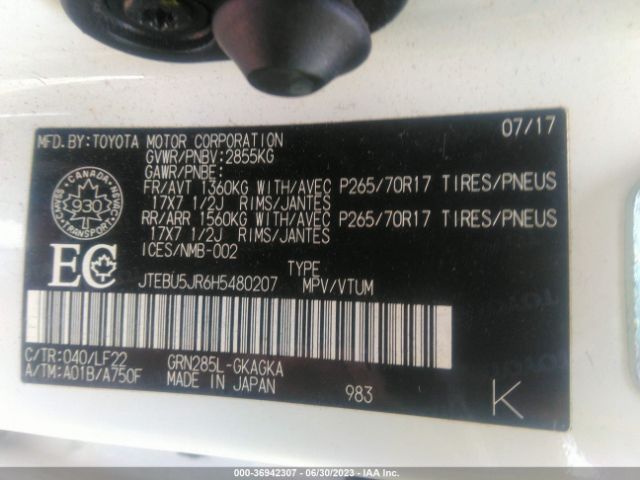 07/17
MFD. BY: TOYOTA MOTOR CORPORATION
GVWR/PNBV: 2855KG
GAWR/PNBE:
FR/AVT 1360KG WITH/AVEC P265/70R17 TIRES/PNEUS
17X7 1/2J RIMS/JANTES
RR/ARR 1560KG WITH/AVEC P265/70R17 TIRES/PNEUS
17X7 1/2J RIMS/JANTES
ICES/NMB-002
CANADA
930
TRANSPORT
EC
TYPE
JTEBU5JR6H5480207 MPV/VTUM
C/TR: 040/LF22 GRN285L-GKAGKA
A/TM: A01B/A750F MADE IN JAPAN 983 K
000-36942307 - 06/30/2023 - IAA Inc.